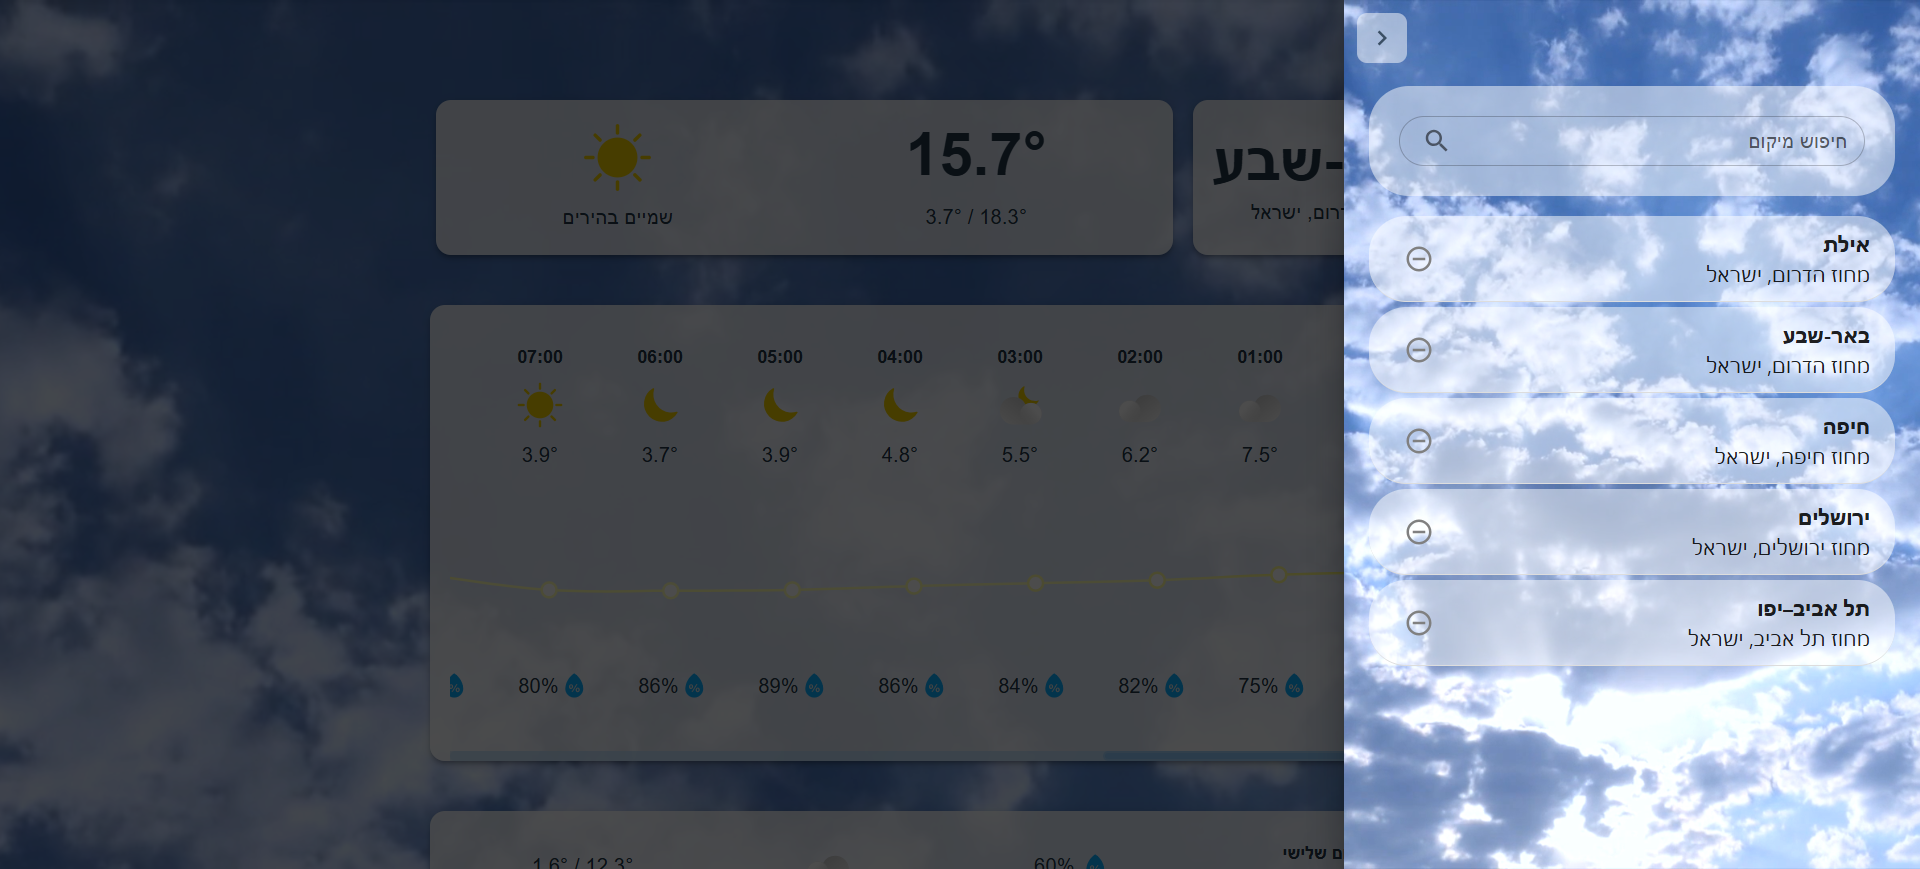 חיפוש מיקום
אילת
מחוז הדרום, ישראל
באר-שבע
מחוז הדרום, ישראל
חיפה
מחוז חיפה, ישראל
ירושלים
מחוז ירושלים, ישראל
תל אביב–יפו
מחוז תל אביב, ישראל
-שבע
ישראל
15.7°
3.7° / 18.3°
שמיים בהירים
01:00 02:00 03:00 04:00 05:00 06:00 07:00
7.5° 6.2° 5.5° 4.8° 3.9° 3.7° 3.9°
75% 82% 84% 86% 89% 86% 80%
שלישי
60%
1.6° / 12.3°